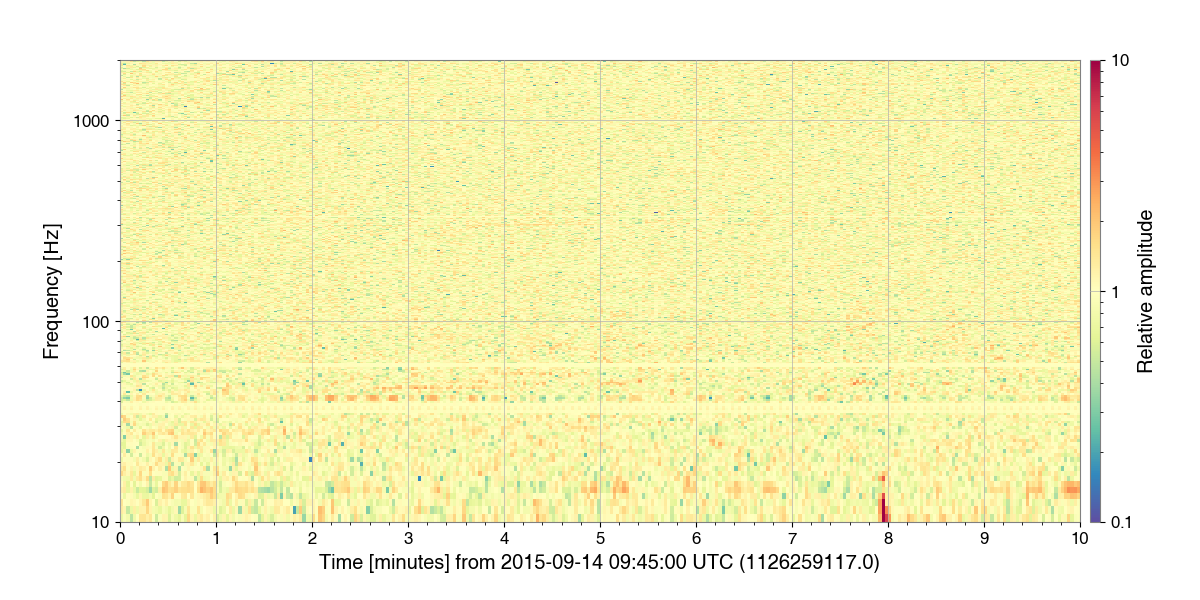 1000
100
10
Frequency [Hz]
0 1 2 3 4 5 6 7 8 9 10
Time [minutes] from 2015-09-14 09:45:00 UTC (1126259117.0)
10
1
0.1
Relative amplitude